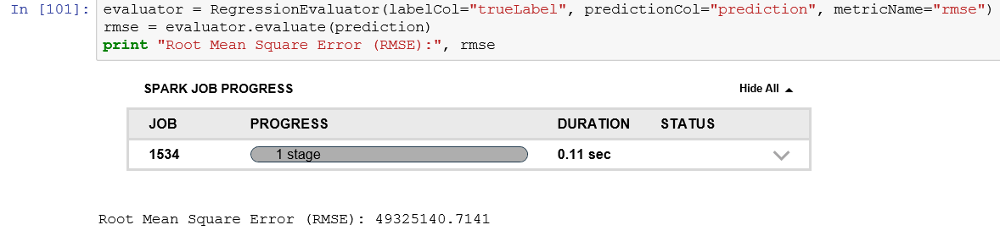 In [101]: evaluator = RegressionEvaluator(labelCol="trueLabel", predictionCol="prediction", metricName="rmse")
rmse = evaluator.evaluate(prediction)
print "Root Mean Square Error (RMSE):", rmse
SPARK JOB PROGRESS Hide All
JOB PROGRESS DURATION STATUS
1534 1 stage 0.11 sec
Root Mean Square Error (RMSE): 49325140.7141